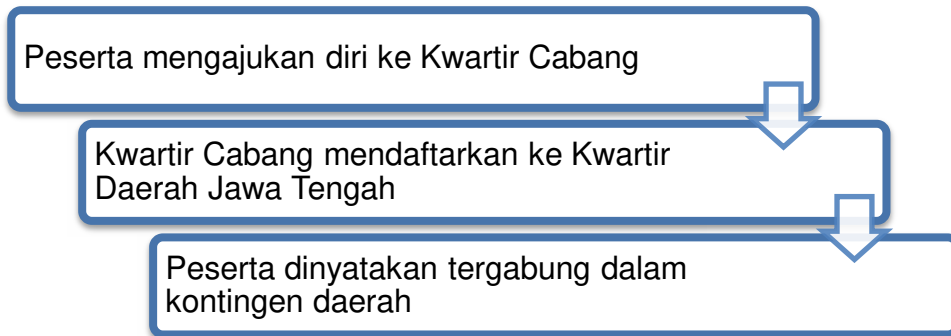 Peserta mengajukan diri ke Kwartir Cabang
Kwartir Cabang mendaftarkan ke Kwartir
Daerah Jawa Tengah
Peserta dinyatakan tergabung dalam
kontingen daerah